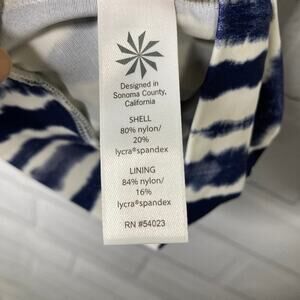 Designed in
Sonoma County,
California
SHELL
80% nylon/
20%
lycra®spandex
LINING
84% nylon/
16%
lycra®spandex
RN #54023